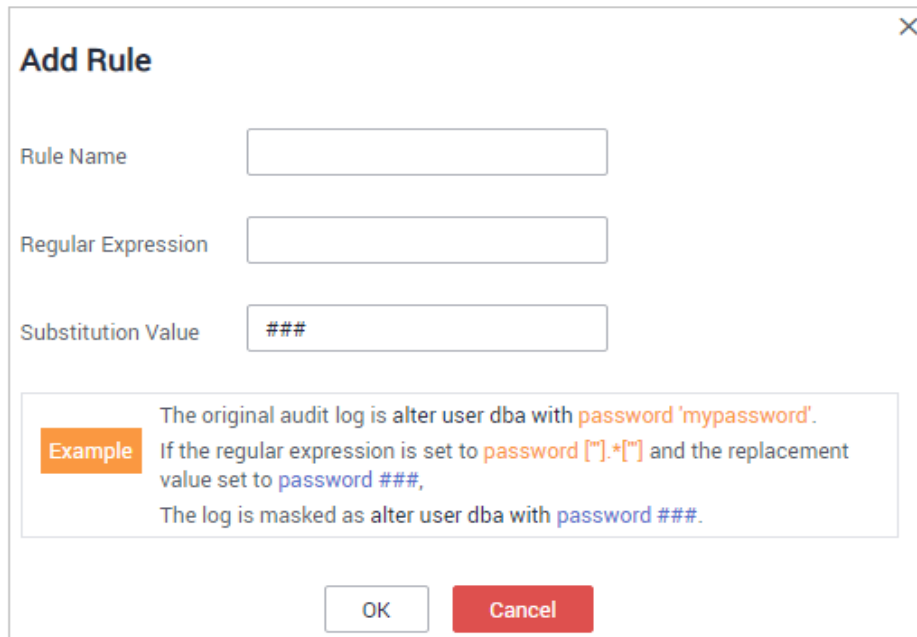 Add Rule
Rule Name
Regular Expression
Substitution Value ###
The original audit log is alter user dba with password 'mypassword'.
Example If the regular expression is set to password ['"].*['"] and the replacement
value set to password ###,
The log is masked as alter user dba with password ###.
OK Cancel